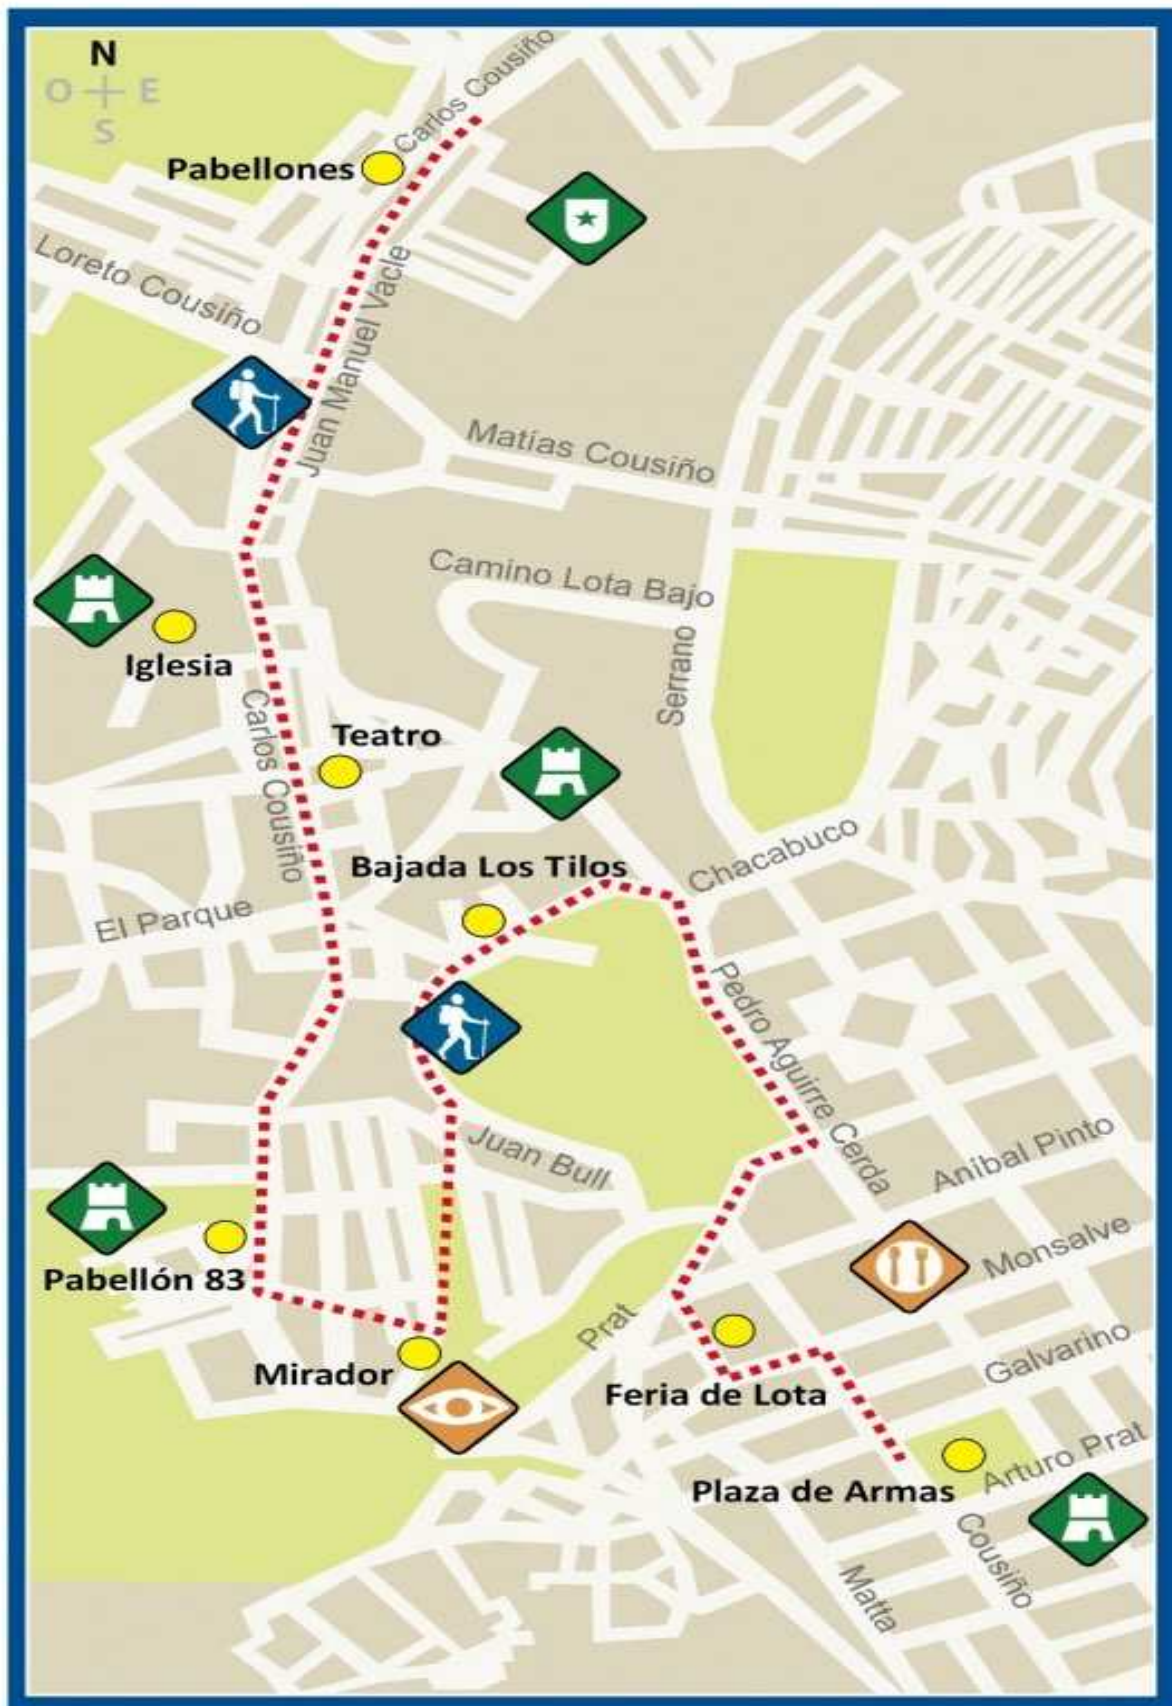 N
O E
S
Carlos Cousiño
Pabellones
Loreto Cousiño
Juan Manuel Vacle
Matías Cousiño
Camino Lota Bajo
Serrano
Iglesia
Carlos Cousiño
Teatro
Bajada Los Tilos
Chacabuco
El Parque
Pedro Aguirre Cerda
Juan Bull
Aníbal Pinto
Monsalve
Pabellón 83
Prat
Mirador
Galvarino
Feria de Lota
Arturo Prat
Plaza de Armas
Cousiño
Matta